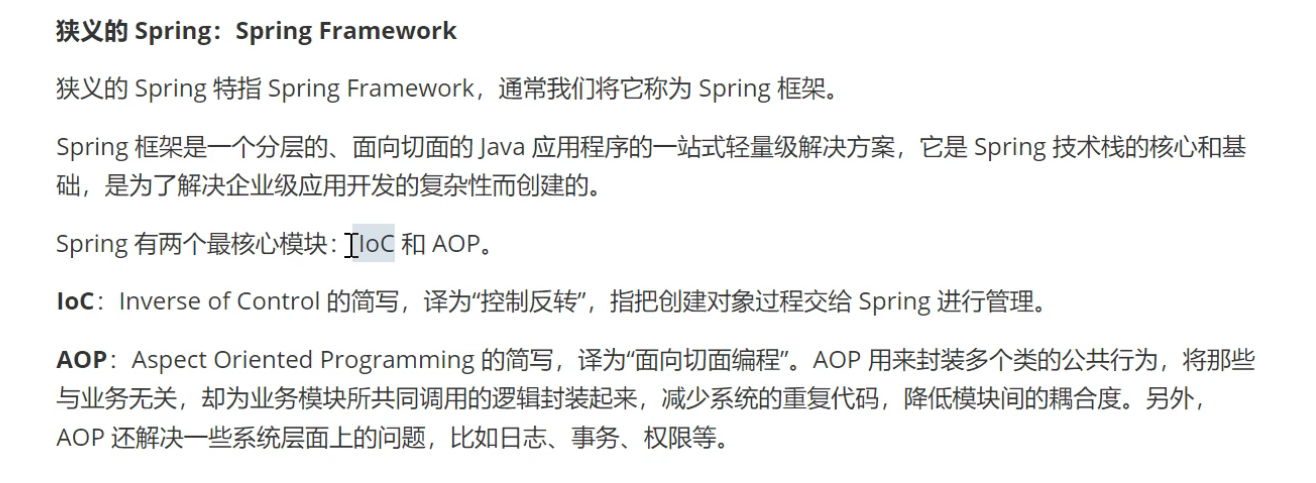 狭义的 Spring：Spring Framework
狭义的 Spring 特指 Spring Framework，通常我们将它称为 Spring 框架。
Spring 框架是一个分层的、面向切面的 Java 应用程序的一站式轻量级解决方案，它是 Spring 技术栈的核心和基
础，是为了解决企业级应用开发的复杂性而创建的。
Spring 有两个最核心模块：IoC 和 AOP。
IoC：Inverse of Control 的简写，译为“控制反转”，指把创建对象过程交给 Spring 进行管理。
AOP：Aspect Oriented Programming 的简写，译为“面向切面编程”。AOP 用来封装多个类的公共行为，将那些
与业务无关，却为业务模块所共同调用的逻辑封装起来，减少系统的重复代码，降低模块间的耦合度。另外，
AOP 还解决一些系统层面上的问题，比如日志、事务、权限等。